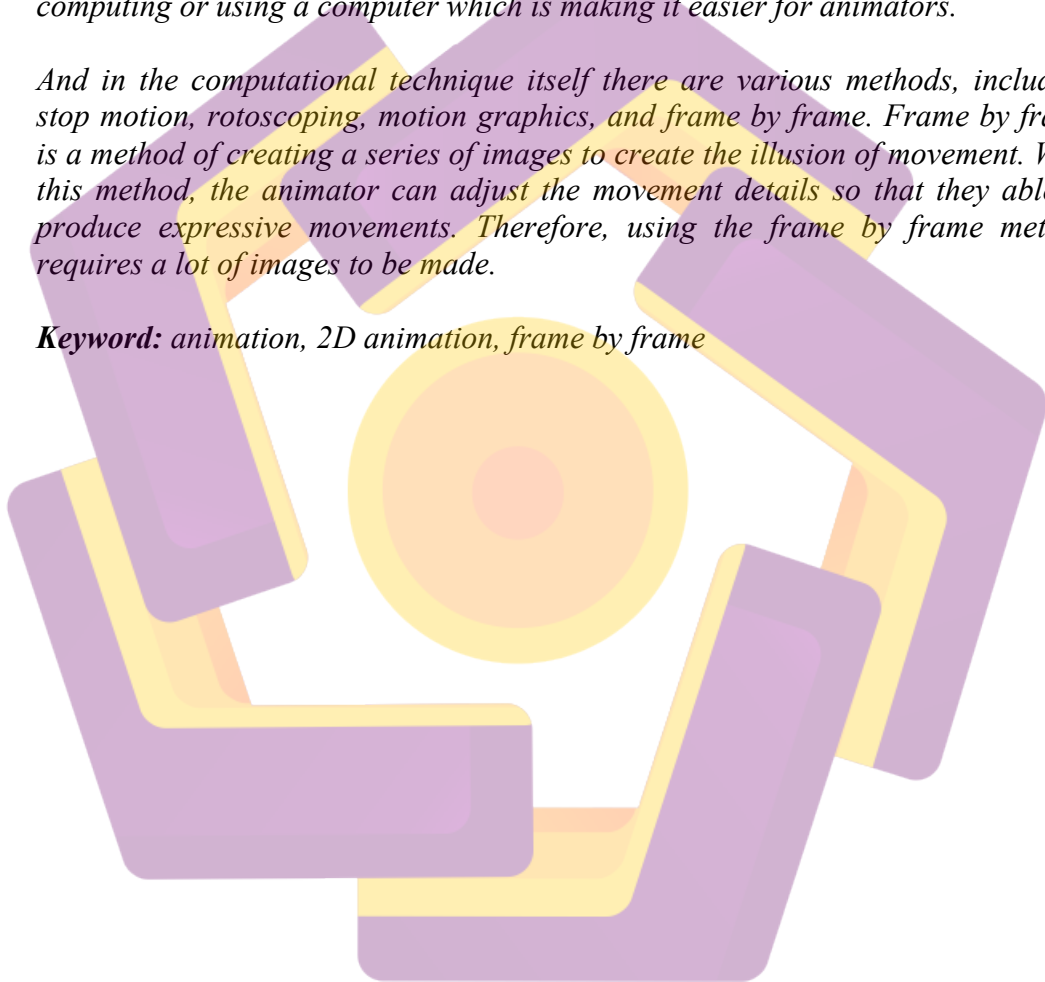 computing or using a computer which is making it easier for animators.
And in the computational technique itself there are various methods, includ
stop motion, rotoscoping, motion graphics, and frame by frame. Frame by fra
is a method of creating a series of images to create the illusion of movement. W
this method, the animator can adjust the movement details so that they able
produce expressive movements. Therefore, using the frame by frame met
requires a lot of images to be made.
Keyword: animation, 2D animation, frame by frame